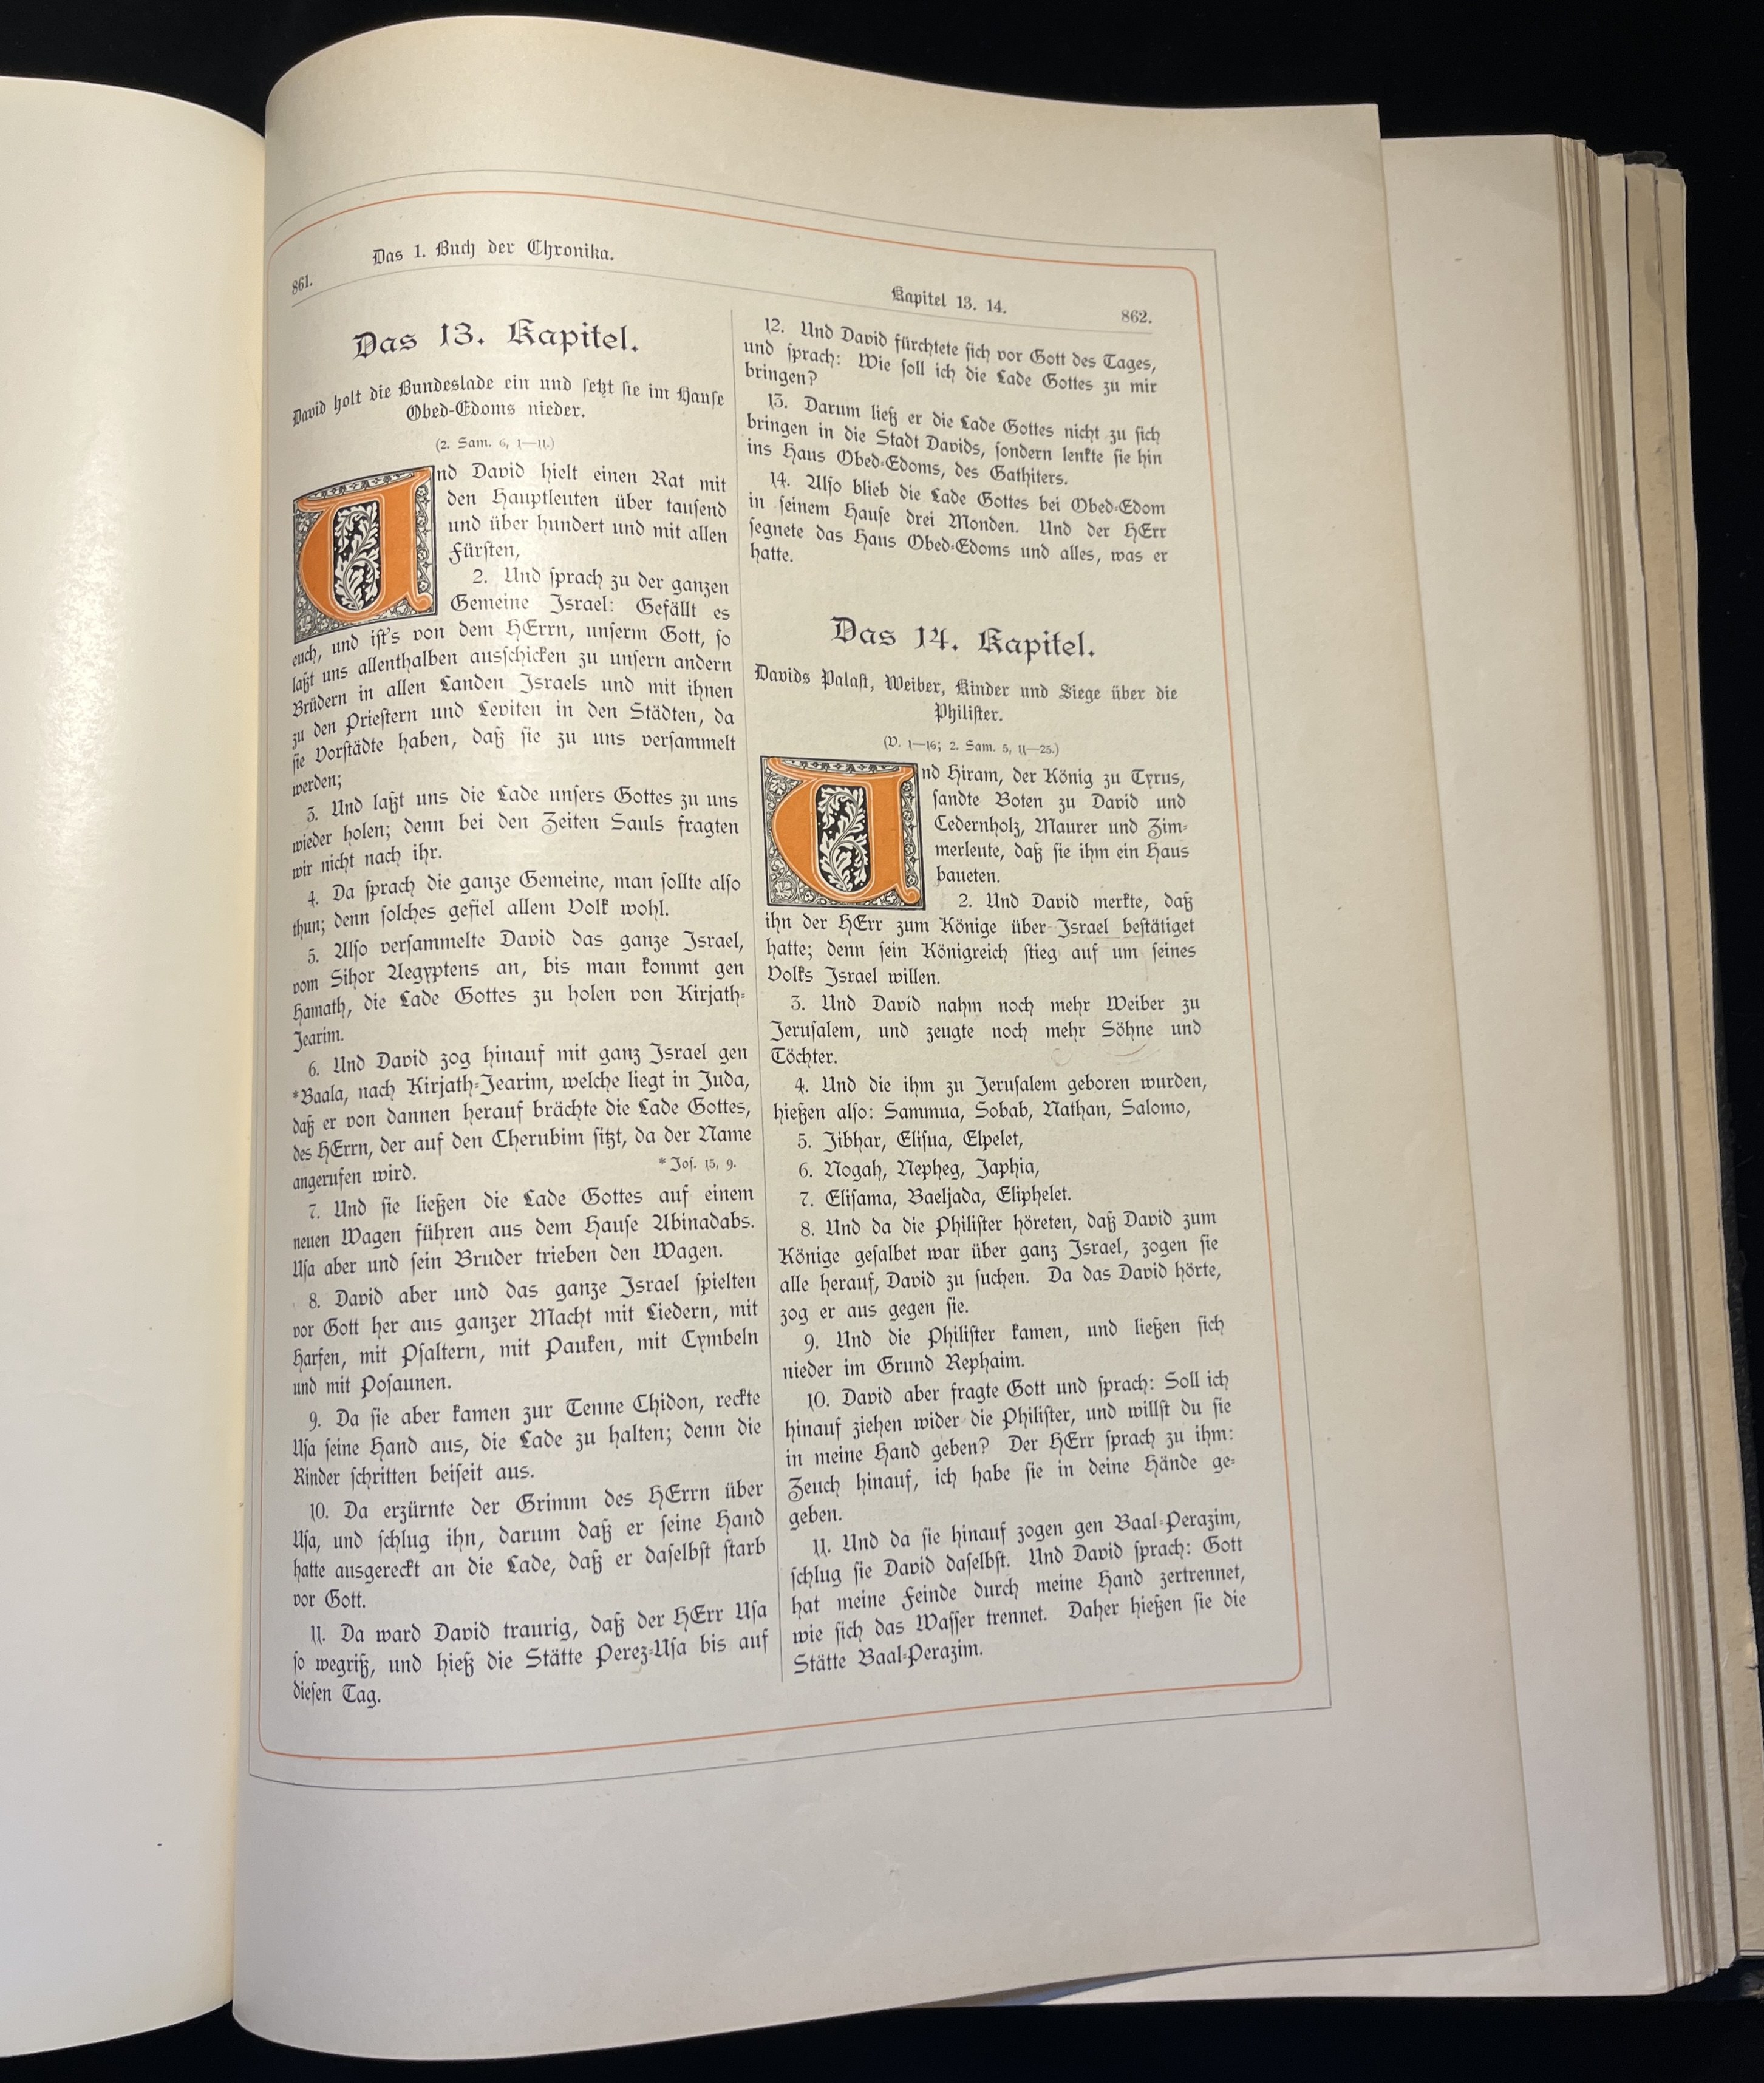 861.
Das 1. Buch der Chronika.
Kapitel 13. 14.
862.
Das 13. Kapitel.
David holt die Bundeslade ein und ſetzt ſie im Hauſe
Obed-Edoms nieder.
(2. Sam. 6, 1—11.)
Und David hielt einen Rat mit
den Hauptleuten über tauſend
und über hundert und mit allen
Fürſten,
2. Und ſprach zu der ganzen
Gemeine Israel: Gefällt es
euch, und iſt's von dem HErrn, unſerm Gott, ſo
laßt uns allenthalben ausſchicken zu unſern andern
Brüdern in allen Landen Israels und mit ihnen
zu den Prieſtern und Leviten in den Städten, da
ſie Vorſtädte haben, daß ſie zu uns verſammelt
werden;
3. Und laßt uns die Lade unſers Gottes zu uns
wieder holen; denn bei den Zeiten Sauls fragten
wir nicht nach ihr.
4. Da ſprach die ganze Gemeine, man ſollte alſo
thun; denn ſolches gefiel allem Volk wohl.
5. Alſo verſammelte David das ganze Israel,
vom Sihor Aegyptens an, bis man kommt gen
Hamath, die Lade Gottes zu holen von Kirjath-
Jearim.
6. Und David zog hinauf mit ganz Israel gen
*Baala, nach Kirjath-Jearim, welche liegt in Juda,
daß er von dannen herauf brächte die Lade Gottes,
des HErrn, der auf den Cherubim ſitzt, da der Name
angerufen wird. * Joſ. 15, 9.
7. Und ſie ließen die Lade Gottes auf einem
neuen Wagen führen aus dem Hauſe Abinadabs.
Uſa aber und ſein Bruder trieben den Wagen.
8. David aber und das ganze Israel ſpielten
vor Gott her aus ganzer Macht mit Liedern, mit
Harfen, mit Pſaltern, mit Pauken, mit Cymbeln
und mit Poſaunen.
9. Da ſie aber kamen zur Tenne Chidon, reckte
Uſa ſeine Hand aus, die Lade zu halten; denn die
Rinder ſchritten beiſeit aus.
10. Da erzürnte der Grimm des HErrn über
Uſa, und ſchlug ihn, darum daß er ſeine Hand
hatte ausgereckt an die Lade, daß er daſelbſt ſtarb
vor Gott.
11. Da ward David traurig, daß der HErr Uſa
ſo wegriß, und hieß die Stätte Perez-Uſa bis auf
dieſen Tag.
12. Und David fürchtete ſich vor Gott des Tages,
und ſprach: Wie ſoll ich die Lade Gottes zu mir
bringen?
13. Darum ließ er die Lade Gottes nicht zu ſich
bringen in die Stadt Davids, ſondern lenkte ſie hin
ins Haus Obed-Edoms, des Gathiters.
14. Alſo blieb die Lade Gottes bei Obed-Edom
in ſeinem Hauſe drei Monden. Und der HErr
ſegnete das Haus Obed-Edoms und alles, was er
hatte.
Das 14. Kapitel.
Davids Palaſt, Weiber, Kinder und Siege über die
Philiſter.
(V. 1—16; 2. Sam. 5, 11—25.)
Und Hiram, der König zu Tyrus,
ſandte Boten zu David und
Cedernholz, Maurer und Zim-
merleute, daß ſie ihm ein Haus
baueten.
2. Und David merkte, daß
ihn der HErr zum Könige über Israel beſtätiget
hatte; denn ſein Königreich ſtieg auf um ſeines
Volks Israel willen.
3. Und David nahm noch mehr Weiber zu
Jeruſalem, und zeugte noch mehr Söhne und
Töchter.
4. Und die ihm zu Jeruſalem geboren wurden,
hießen alſo: Sammua, Sobab, Nathan, Salomo,
5. Jibhar, Eliſua, Elpelet,
6. Nogah, Nepheg, Japhia,
7. Eliſama, Baeljada, Eliphelet.
8. Und da die Philiſter höreten, daß David zum
Könige geſalbet war über ganz Israel, zogen ſie
alle herauf, David zu ſuchen. Da das David hörte,
zog er aus gegen ſie.
9. Und die Philiſter kamen, und ließen ſich
nieder im Grund Rephaim.
10. David aber fragte Gott und ſprach: Soll ich
hinauf ziehen wider die Philiſter, und willſt du ſie
in meine Hand geben? Der HErr ſprach zu ihm:
Zeuch hinauf, ich habe ſie in deine Hände ge-
geben.
11. Und da ſie hinauf zogen gen Baal-Perazim,
ſchlug ſie David daſelbſt. Und David ſprach: Gott
hat meine Feinde durch meine Hand zertrennet,
wie ſich das Waſſer trennet. Daher hießen ſie die
Stätte Baal-Perazim.